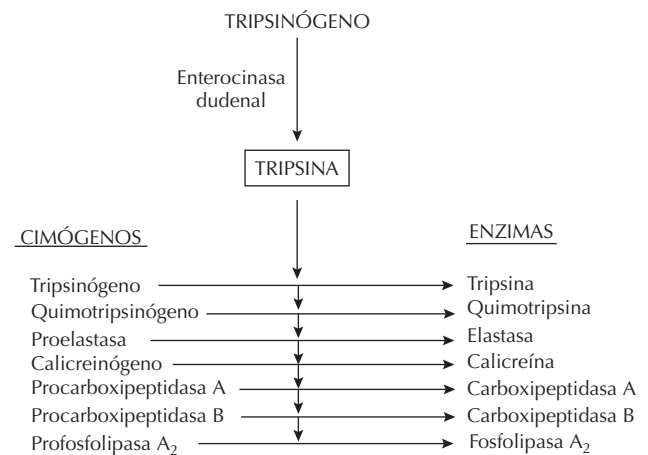 TRIPSINÓGENO
Enterocinasa
dudenal
TRIPSINA
CIMÓGENOS
ENZIMAS
Tripsinógeno Tripsina
Quimotripsinógeno Quimotripsina
Proelastasa Elastasa
Calicreinógeno Calicreína
Procarboxipeptidasa A Carboxipeptidasa A
Procarboxipeptidasa B Carboxipeptidasa B
Profosfolipasa A₂ Fosfolipasa A₂